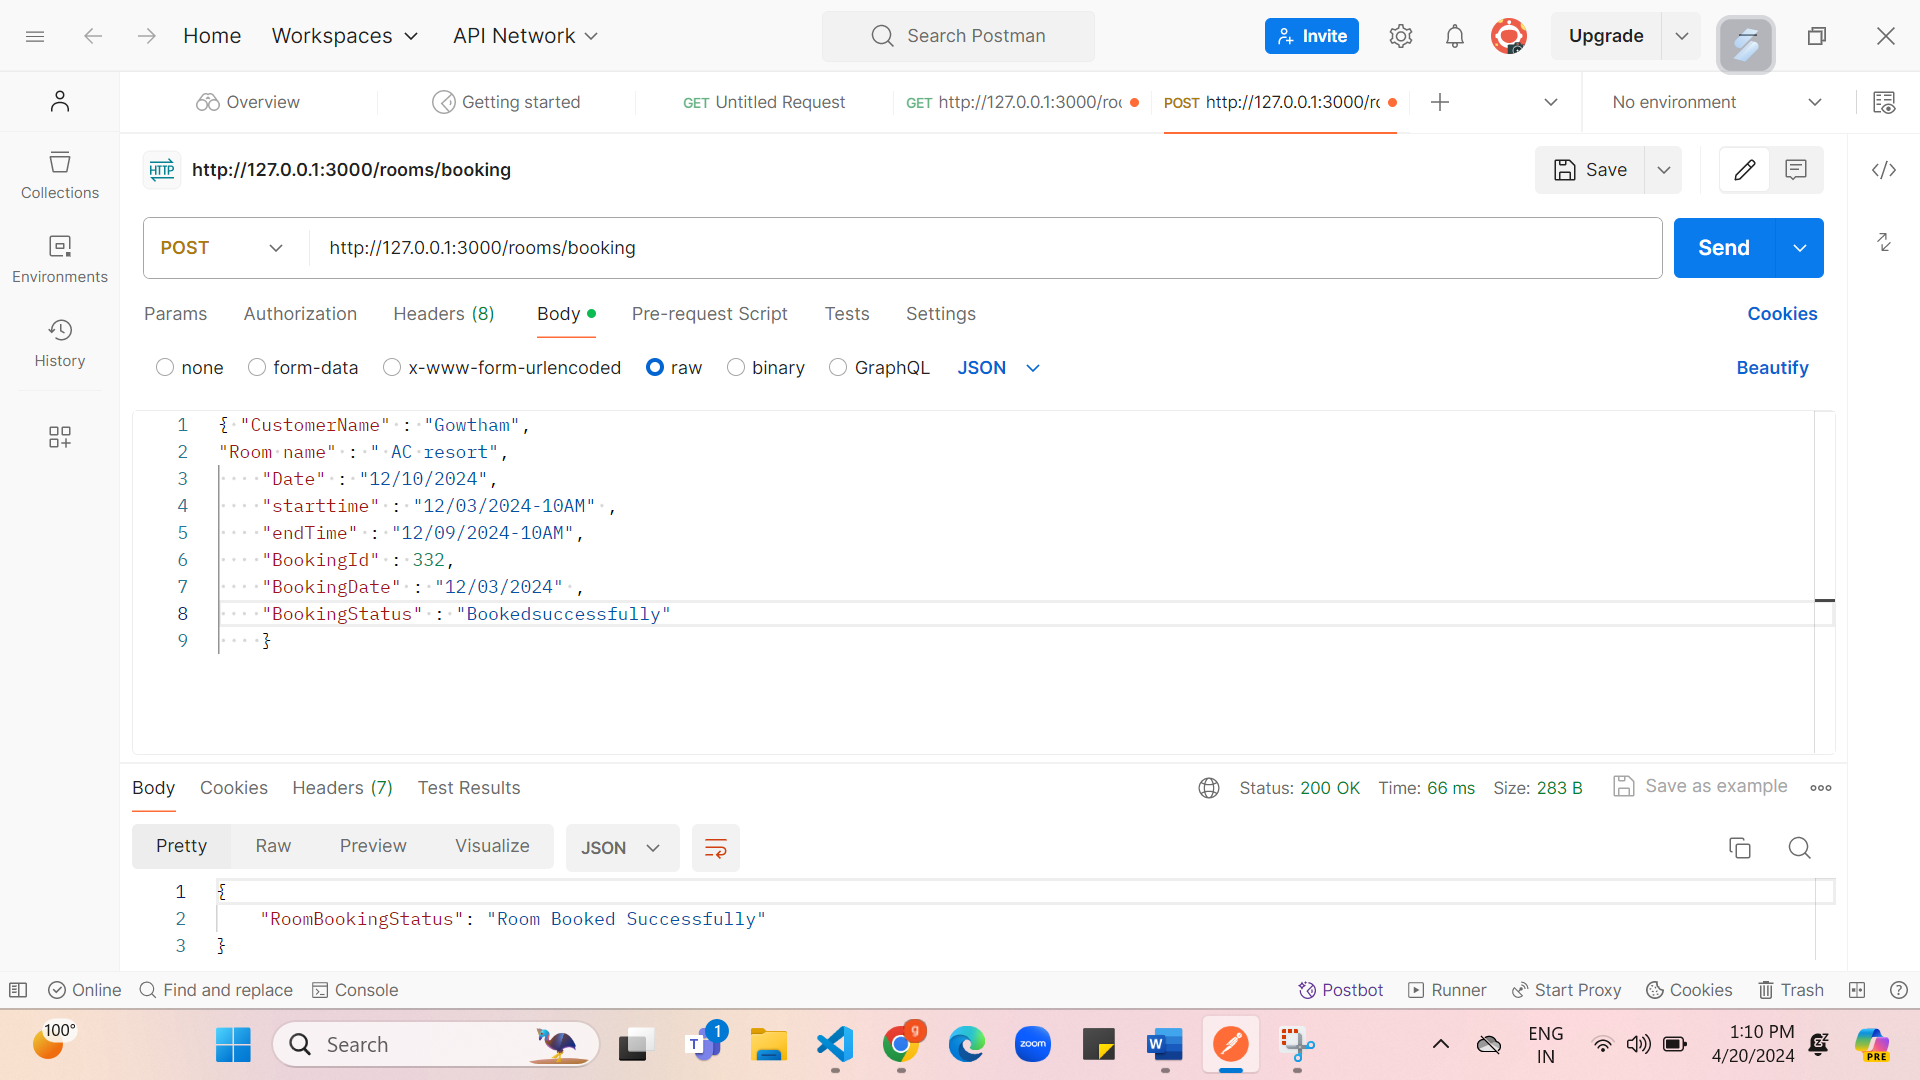 Home Workspaces API Network Search Postman Invite Upgrade
Overview Getting started GET Untitled Request GET http://127.0.0.1:3000/roo POST http://127.0.0.1:3000/ro No environment
HTTP http://127.0.0.1:3000/rooms/booking Save
Collections
Environments
History
POST http://127.0.0.1:3000/rooms/booking Send
Params Authorization Headers (8) Body Pre-request Script Tests Settings Cookies
none form-data x-www-form-urlencoded raw binary GraphQL JSON Beautify
1 { "CustomerName" : "Gowtham",
2 "Room name" : " AC resort",
3 "Date" : "12/10/2024",
4 "starttime" : "12/03/2024-10AM" ,
5 "endTime" : "12/09/2024-10AM",
6 "BookingId" : 332,
7 "BookingDate" : "12/03/2024" ,
8 "BookingStatus" : "Bookedsuccessfully"
9 }
Body Cookies Headers (7) Test Results Status: 200 OK Time: 66 ms Size: 283 B Save as example
Pretty Raw Preview Visualize JSON
1 {
2 "RoomBookingStatus": "Room Booked Successfully"
3 }
Online Find and replace Console Postbot Runner Start Proxy Cookies Trash
100° Search T 1 g zoom W ENG
IN
1:10 PM
4/20/2024
PRE